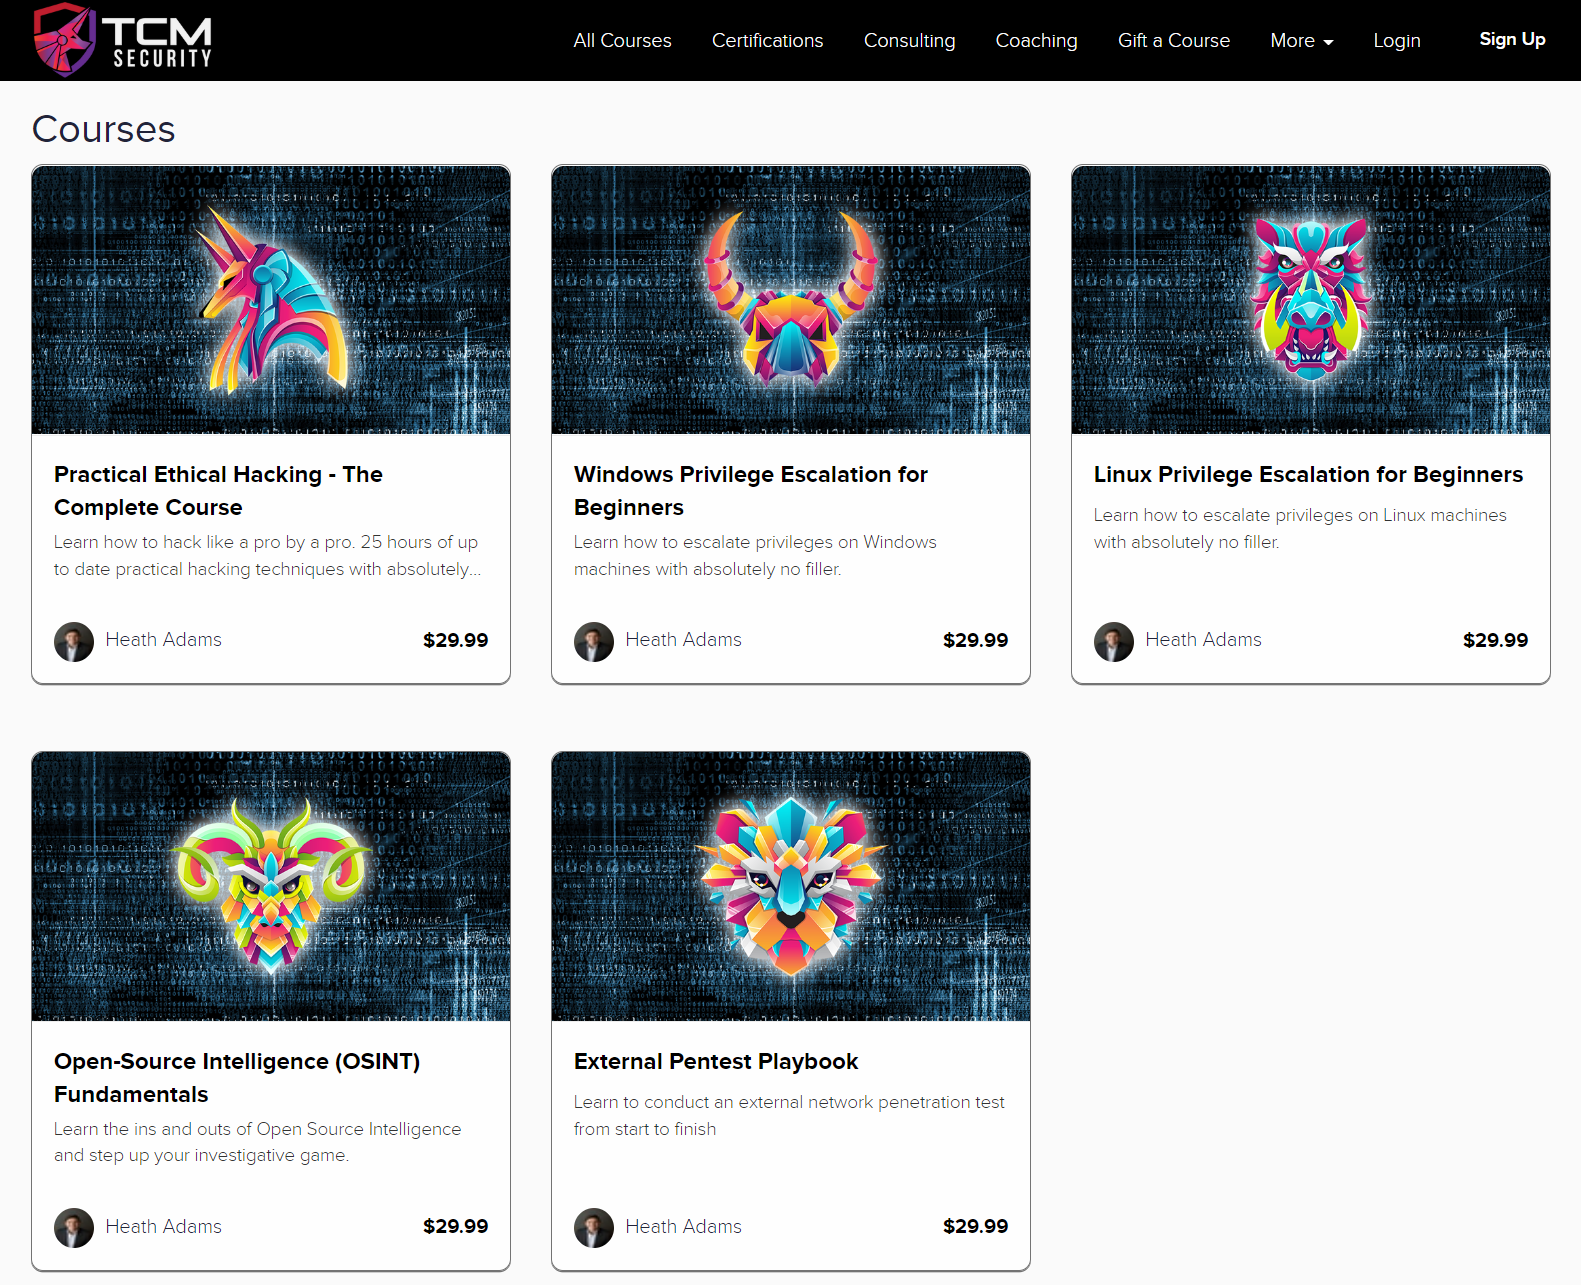 TCM
SECURITY
All Courses
Certifications
Consulting
Coaching
Gift a Course
More
Login
Sign Up
Courses
Practical Ethical Hacking - The
Complete Course
Learn how to hack like a pro by a pro. 25 hours of up
to date practical hacking techniques with absolutely...
Heath Adams
$29.99
Windows Privilege Escalation for
Beginners
Learn how to escalate privileges on Windows
machines with absolutely no filler.
Heath Adams
$29.99
Linux Privilege Escalation for Beginners
Learn how to escalate privileges on Linux machines
with absolutely no filler.
Heath Adams
$29.99
Open-Source Intelligence (OSINT)
Fundamentals
Learn the ins and outs of Open Source Intelligence
and step up your investigative game.
Heath Adams
$29.99
External Pentest Playbook
Learn to conduct an external network penetration test
from start to finish
Heath Adams
$29.99